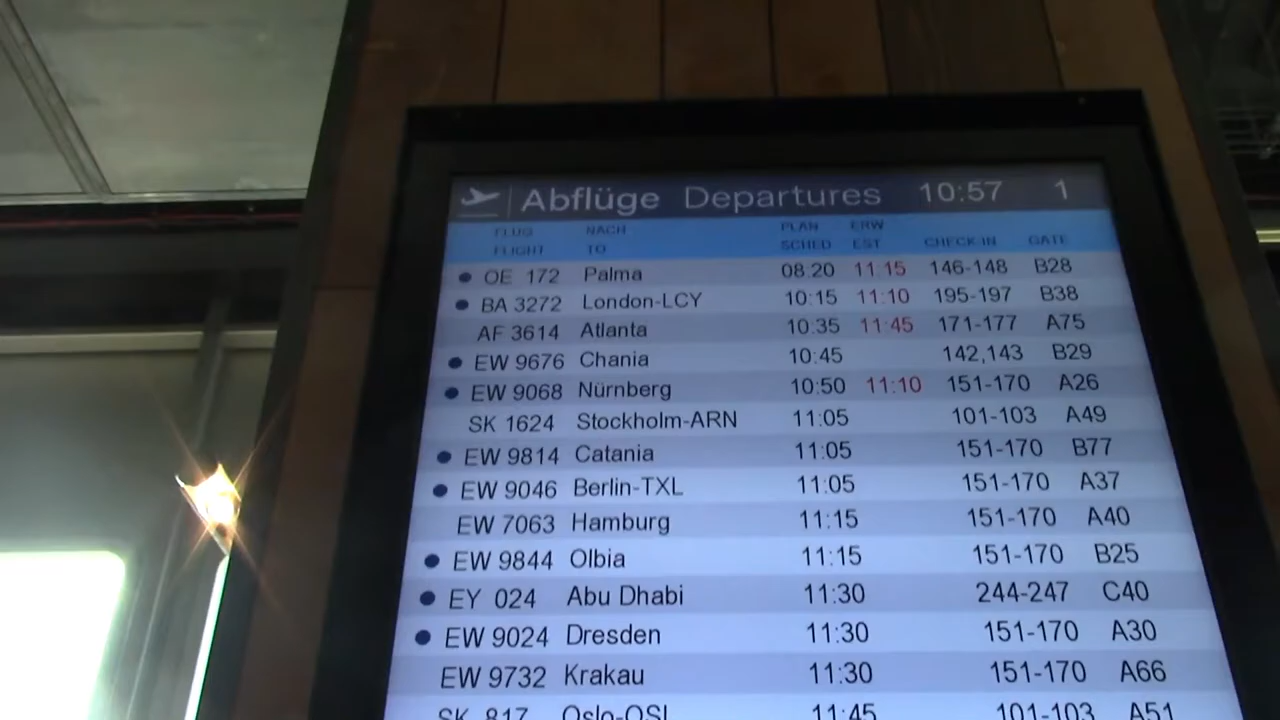 Abflüge Departures 10:57 1
FLUG NACH PLAN ERW
FLIGHT TO SCHED EST CHECK-IN GATE
OE 172 Palma 08:20 11:15 146-148 B28
BA 3272 London-LCY 10:15 11:10 195-197 B38
AF 3614 Atlanta 10:35 11:45 171-177 A75
EW 9676 Chania 10:45 142,143 B29
EW 9068 Nürnberg 10:50 11:10 151-170 A26
SK 1624 Stockholm-ARN 11:05 101-103 A49
EW 9814 Catania 11:05 151-170 B77
EW 9046 Berlin-TXL 11:05 151-170 A37
EW 7063 Hamburg 11:15 151-170 A40
EW 9844 Olbia 11:15 151-170 B25
EY 024 Abu Dhabi 11:30 244-247 C40
EW 9024 Dresden 11:30 151-170 A30
EW 9732 Krakau 11:30 151-170 A66
SK 817 Oslo-OSL 11:45 101-103 A51